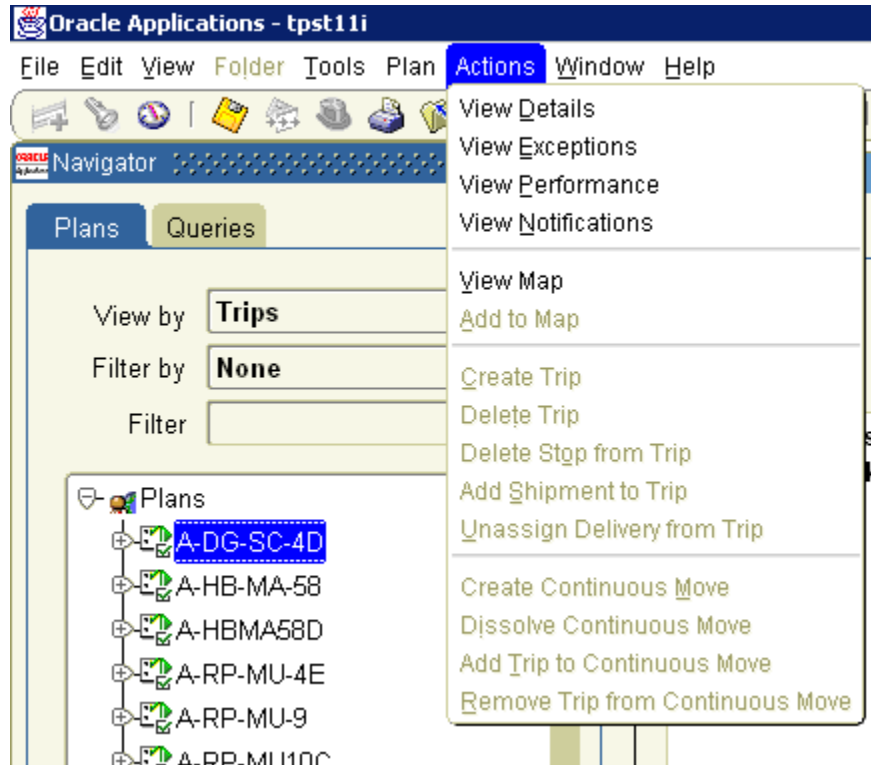 Oracle Applications - tpst11i
File Edit View Folder Tools Plan Actions Window Help
View Details
View Exceptions
View Performance
View Notifications
View Map
Add to Map
Create Trip
Delete Trip
Delete Stop from Trip
Add Shipment to Trip
Unassign Delivery from Trip
Create Continuous Move
Dissolve Continuous Move
Add Trip to Continuous Move
Remove Trip from Continuous Move
ORACLE
Applications
Navigator
Plans Queries
View by Trips
Filter by None
Filter
Plans
A-DG-SC-4D
A-HB-MA-58
A-HBMA58D
A-RP-MU-4E
A-RP-MU-9
A-RP-MU10C